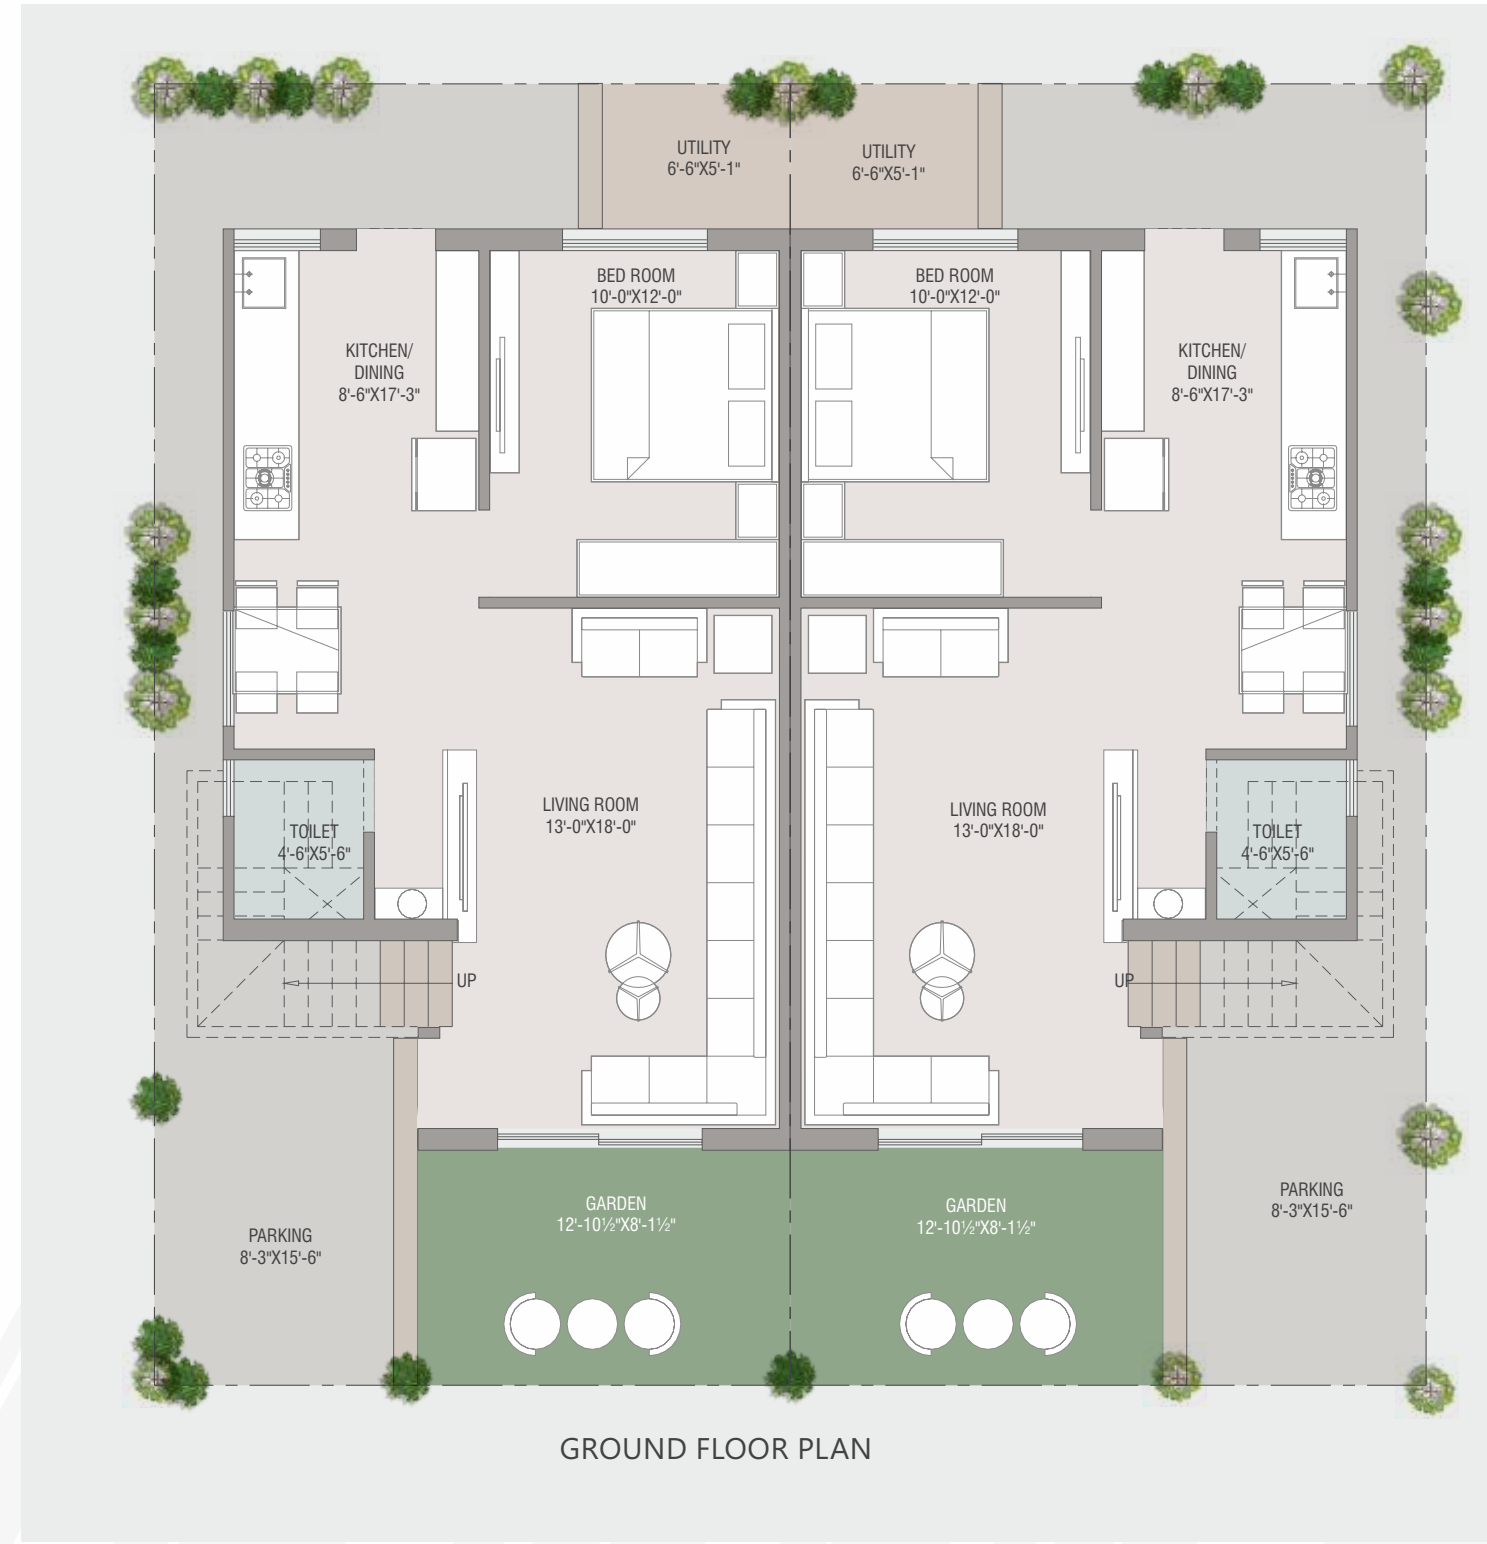 UTILITY
6'-6"X5'-1"
UTILITY
6'-6"X5'-1"
BED ROOM
10'-0"X12'-0"
BED ROOM
10'-0"X12'-0"
KITCHEN/
DINING
8'-6"X17'-3"
KITCHEN/
DINING
8'-6"X17'-3"
LIVING ROOM
13'-0"X18'-0"
LIVING ROOM
13'-0"X18'-0"
TOILET
4'-6"X5'-6"
TOILET
4'-6"X5'-6"
UP
UP
GARDEN
12'-10½"X8'-1½"
GARDEN
12'-10½"X8'-1½"
PARKING
8'-3"X15'-6"
PARKING
8'-3"X15'-6"
GROUND FLOOR PLAN